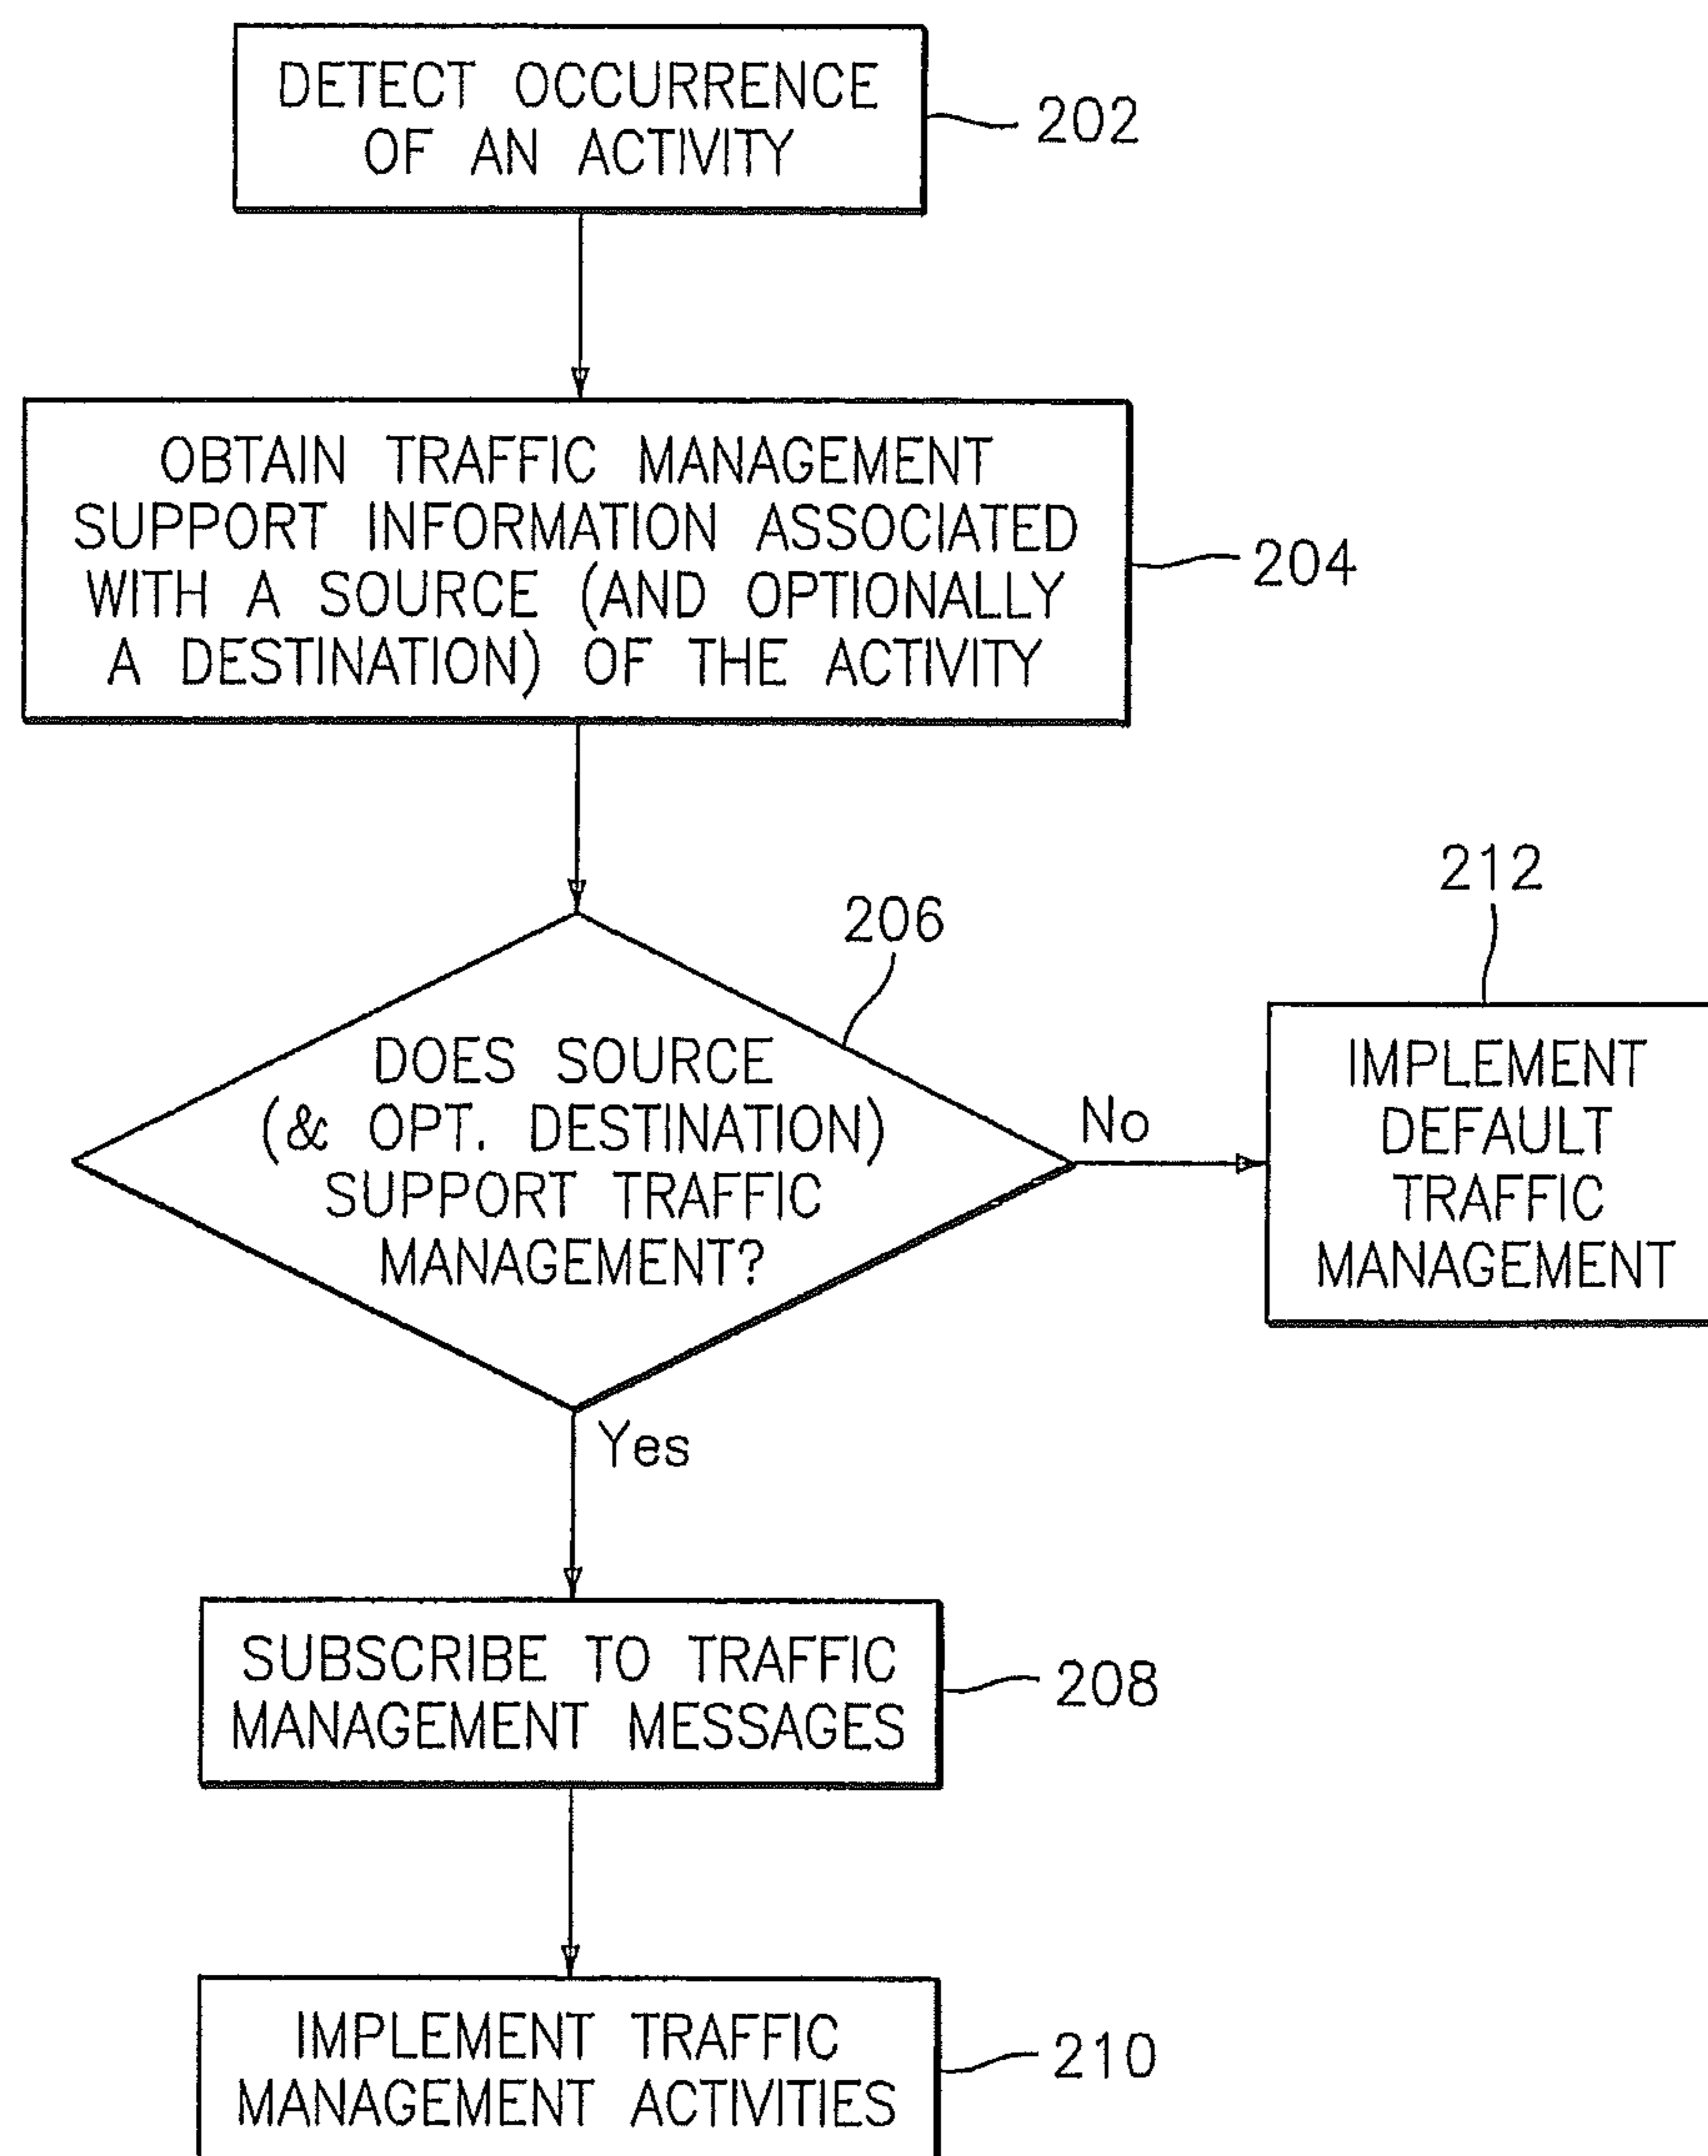 DETECT OCCURRENCE
OF AN ACTIVITY
202
OBTAIN TRAFFIC MANAGEMENT
SUPPORT INFORMATION ASSOCIATED
WITH A SOURCE (AND OPTIONALLY
A DESTINATION) OF THE ACTIVITY
204
206
DOES SOURCE
(& OPT. DESTINATION)
SUPPORT TRAFFIC
MANAGEMENT?
No
212
IMPLEMENT
DEFAULT
TRAFFIC
MANAGEMENT
Yes
SUBSCRIBE TO TRAFFIC
MANAGEMENT MESSAGES
208
IMPLEMENT TRAFFIC
MANAGEMENT ACTIVITIES
210